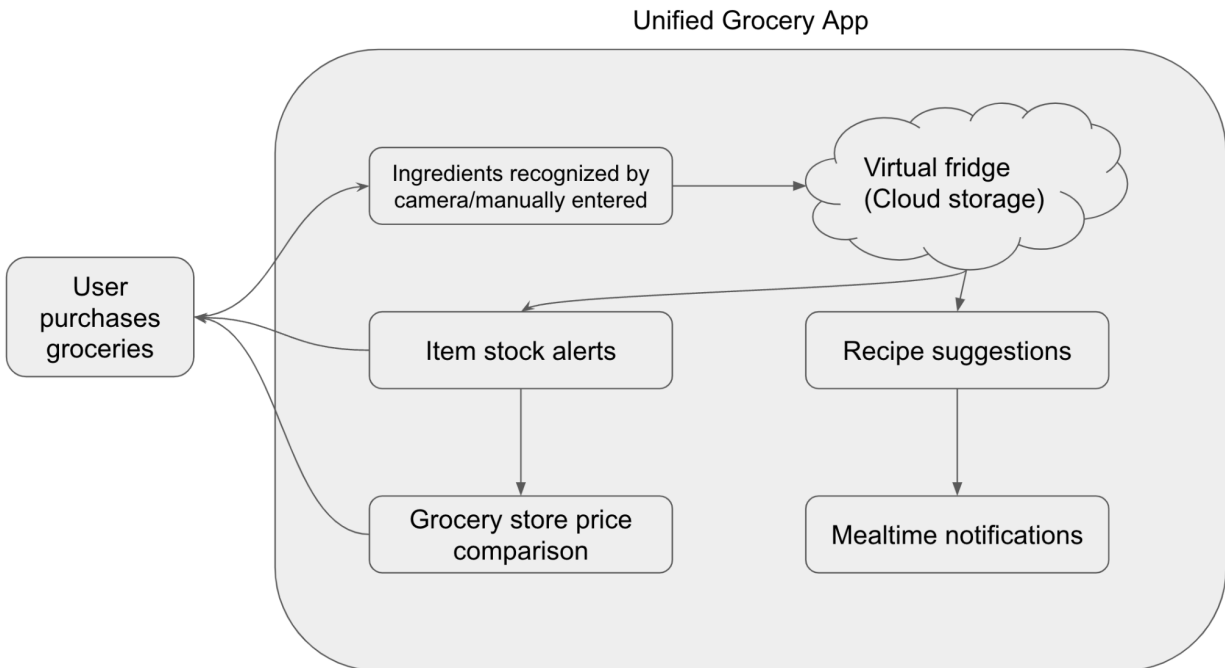 Unified Grocery App
Ingredients recognized by
camera/manually entered
Virtual fridge
(Cloud storage)
User
purchases
groceries
Item stock alerts
Recipe suggestions
Grocery store price
comparison
Mealtime notifications